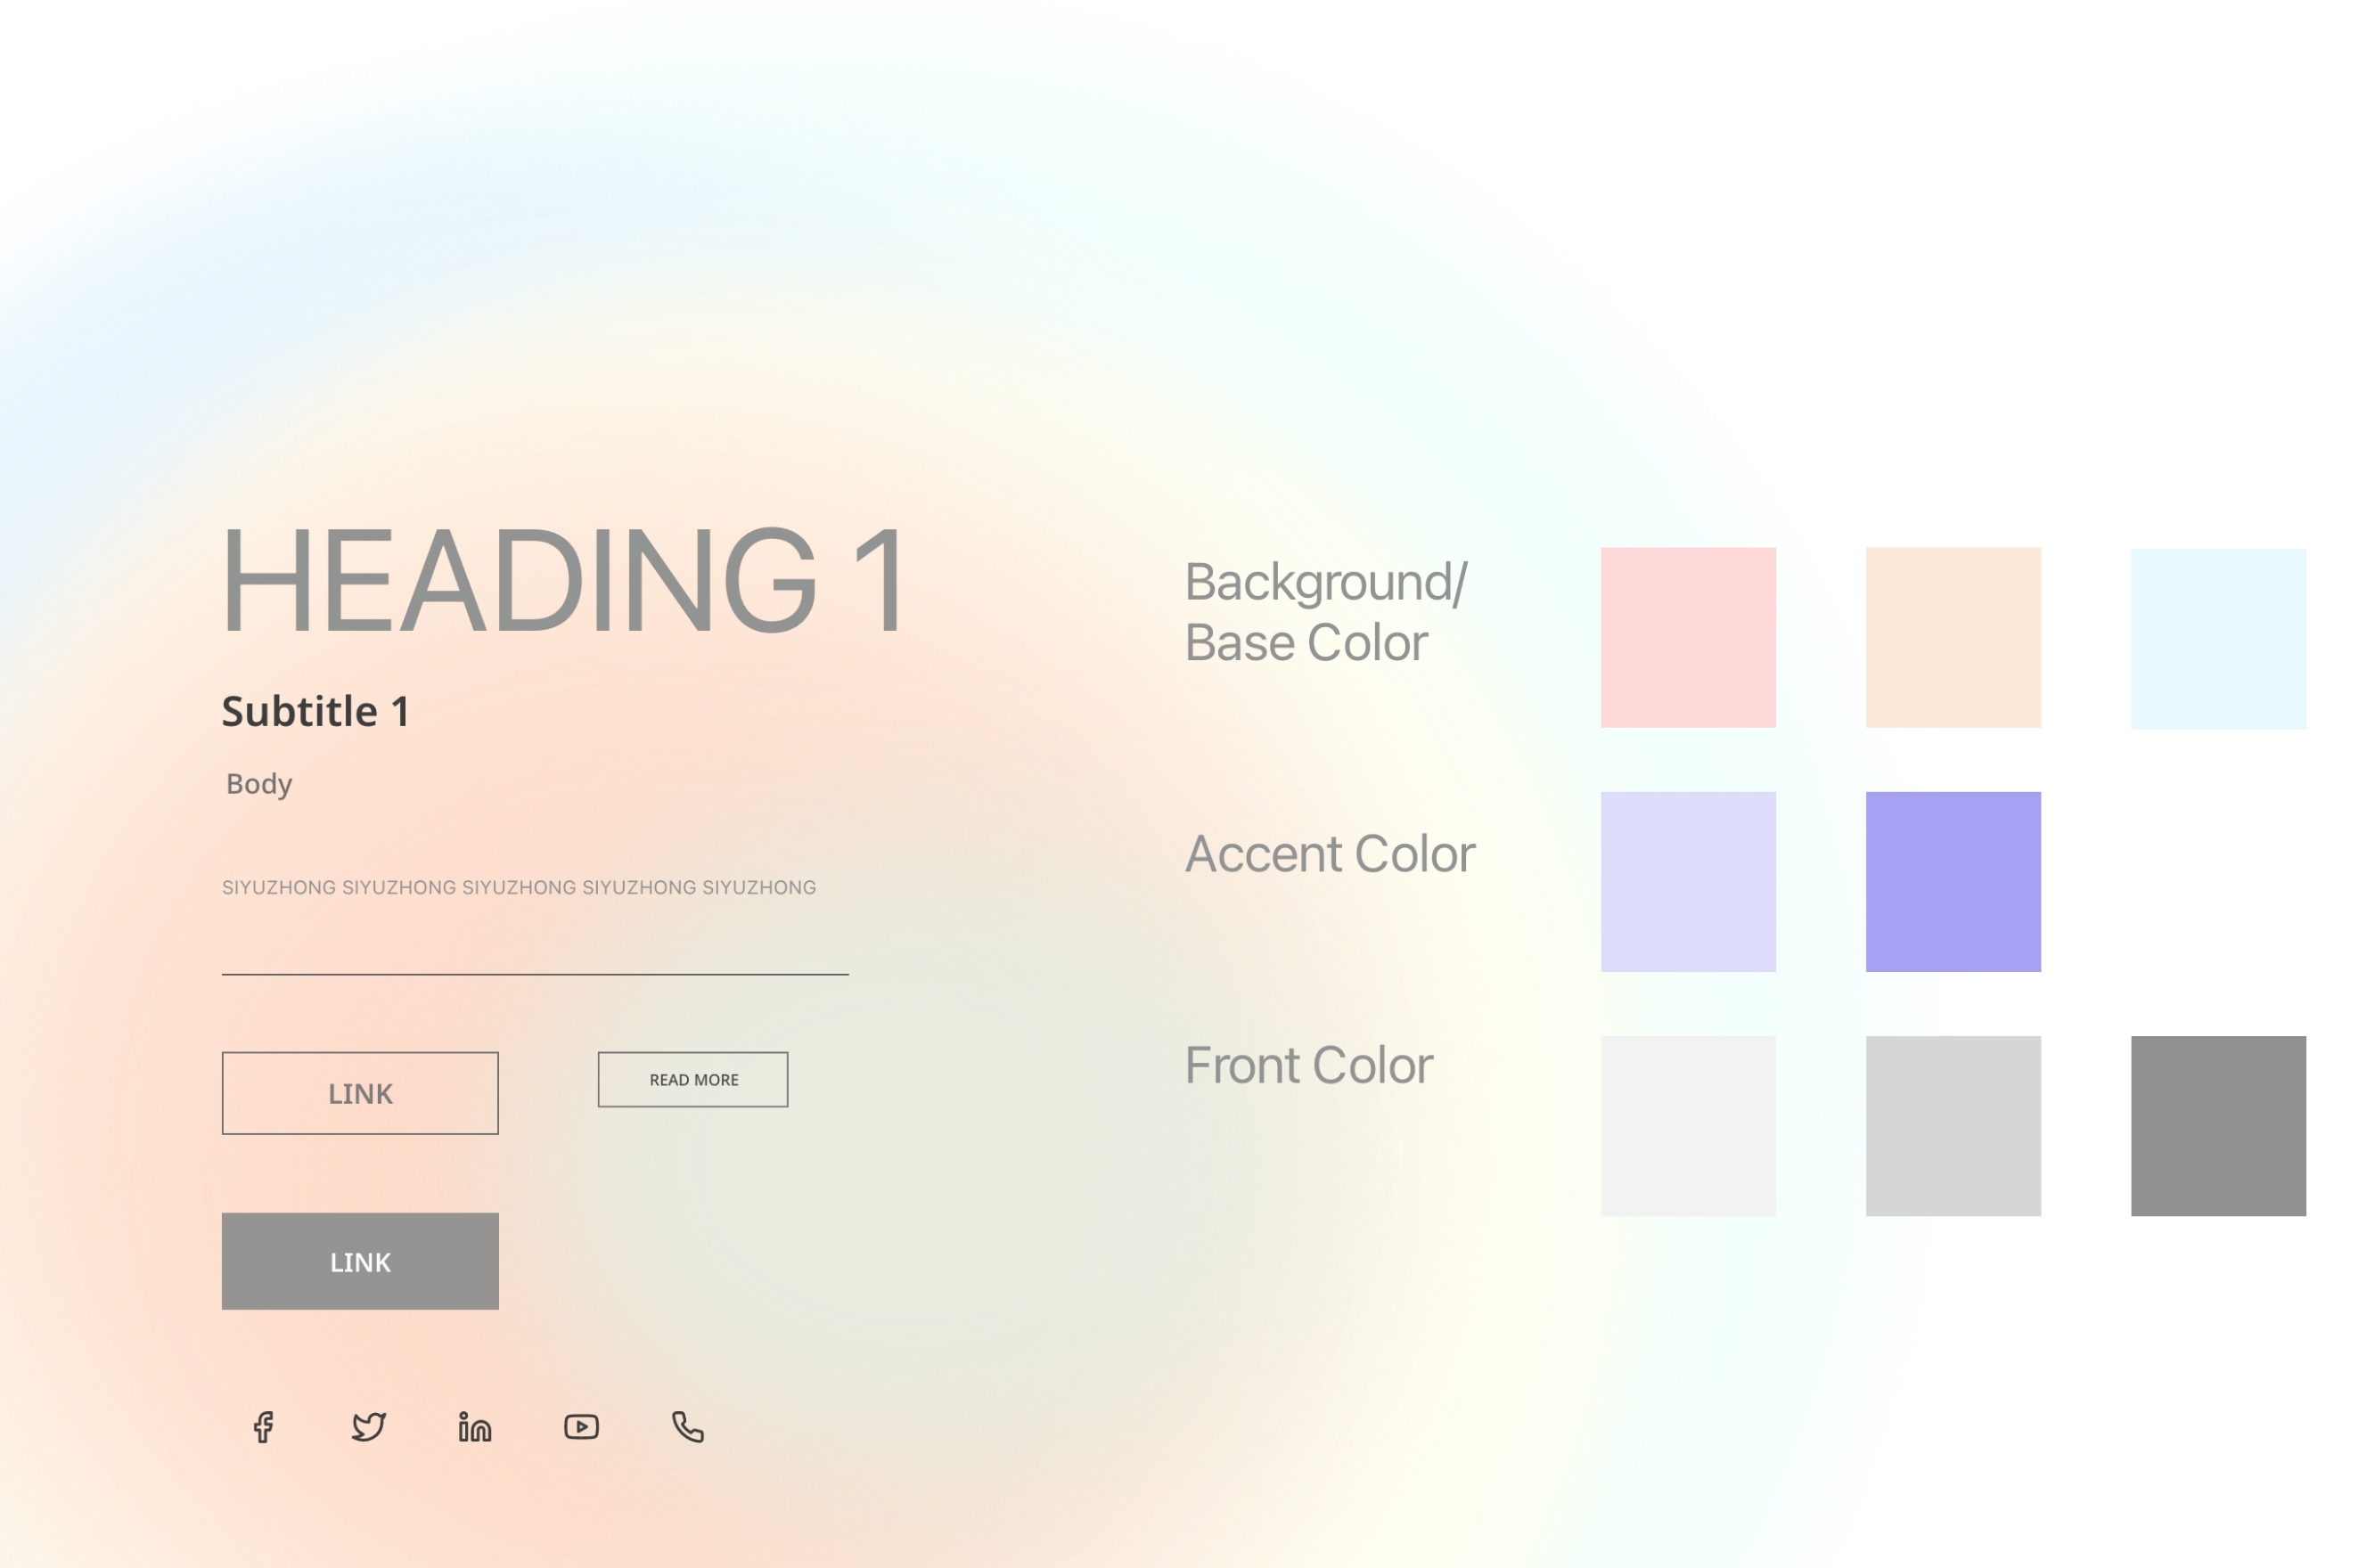 HEADING 1
Subtitle 1
Body
SIYUZHONG SIYUZHONG SIYUZHONG SIYUZHONG SIYUZHONG
LINK
READ MORE
LINK
Background/
Base Color
Accent Color
Front Color